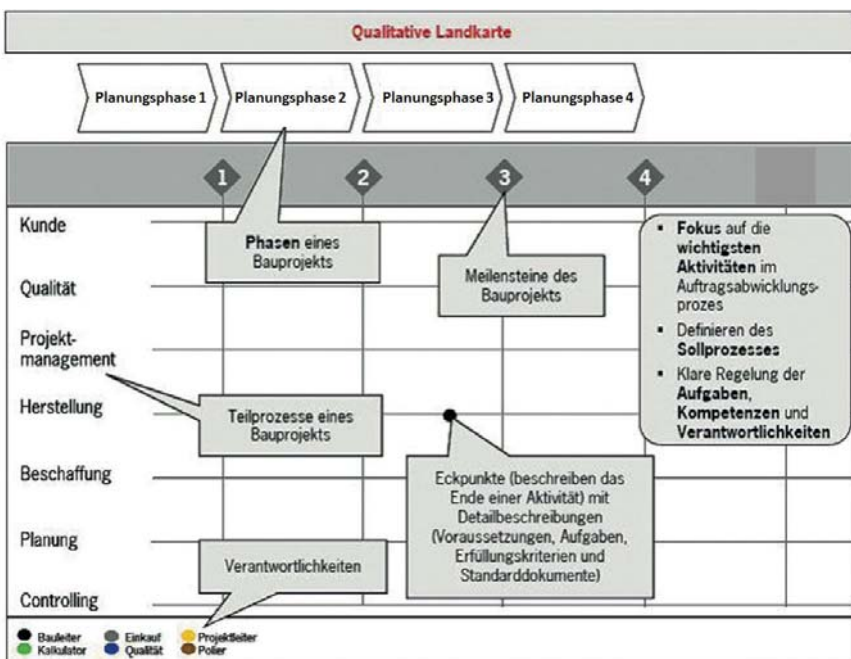 Qualitative Landkarte
Planungsphase 1
Planungsphase 2
Planungsphase 3
Planungsphase 4
1
2
3
4
Kunde
Qualität
Projekt-
management
Herstellung
Beschaffung
Planung
Controlling
Phasen eines
Bauprojekts
Meilensteine des
Bauprojekts
Teilprozesse eines
Bauprojekts
Eckpunkte (beschreiben das
Ende einer Aktivität) mit
Detailbeschreibungen
(Voraussetzungen, Aufgaben,
Erfüllungskriterien und
Standarddokumente)
Verantwortlichkeiten
▪ Fokus auf die
wichtigsten
Aktivitäten im
Auftragsabwicklungs-
prozes
▪ Definieren des
Sollprozesses
▪ Klare Regelung der
Aufgaben,
Kompetenzen und
Verantwortlichkeiten
Bauleiter
Einkauf
Projektleiter
Kalkulator
Qualität
Polier